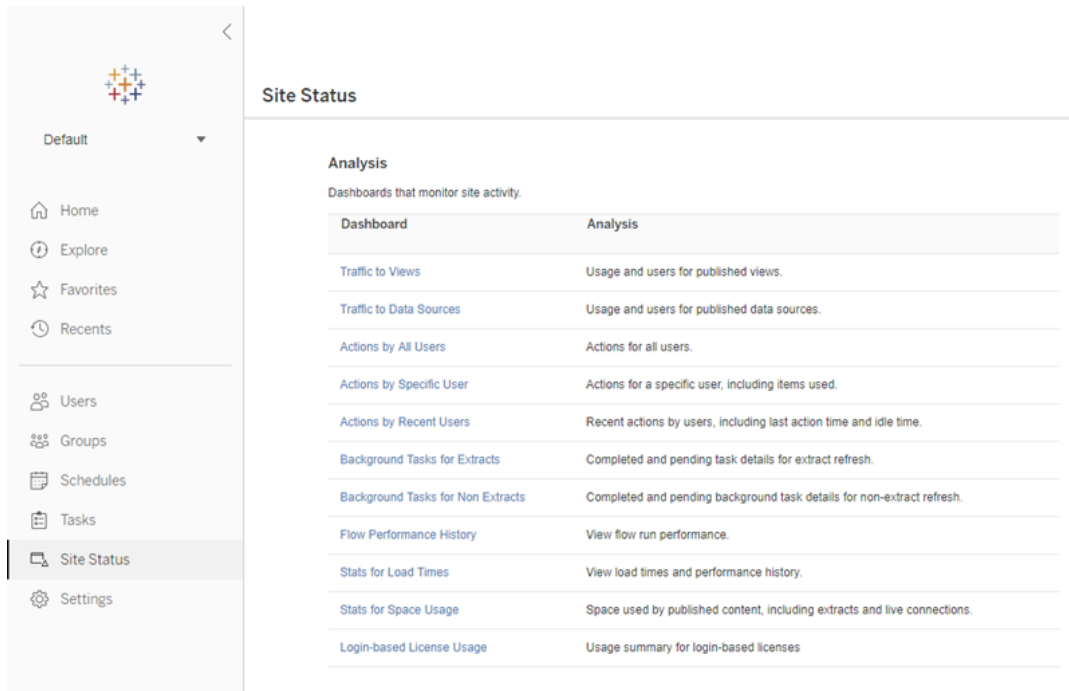 Default
Home
Explore
Favorites
Recents
Users
Groups
Schedules
Tasks
Site Status
Settings
Site Status
Analysis
Dashboards that monitor site activity.
Dashboard Analysis
Traffic to Views Usage and users for published views.
Traffic to Data Sources Usage and users for published data sources.
Actions by All Users Actions for all users.
Actions by Specific User Actions for a specific user, including items used.
Actions by Recent Users Recent actions by users, including last action time and idle time.
Background Tasks for Extracts Completed and pending task details for extract refresh.
Background Tasks for Non Extracts Completed and pending background task details for non-extract refresh.
Flow Performance History View flow run performance.
Stats for Load Times View load times and performance history.
Stats for Space Usage Space used by published content, including extracts and live connections.
Login-based License Usage Usage summary for login-based licenses